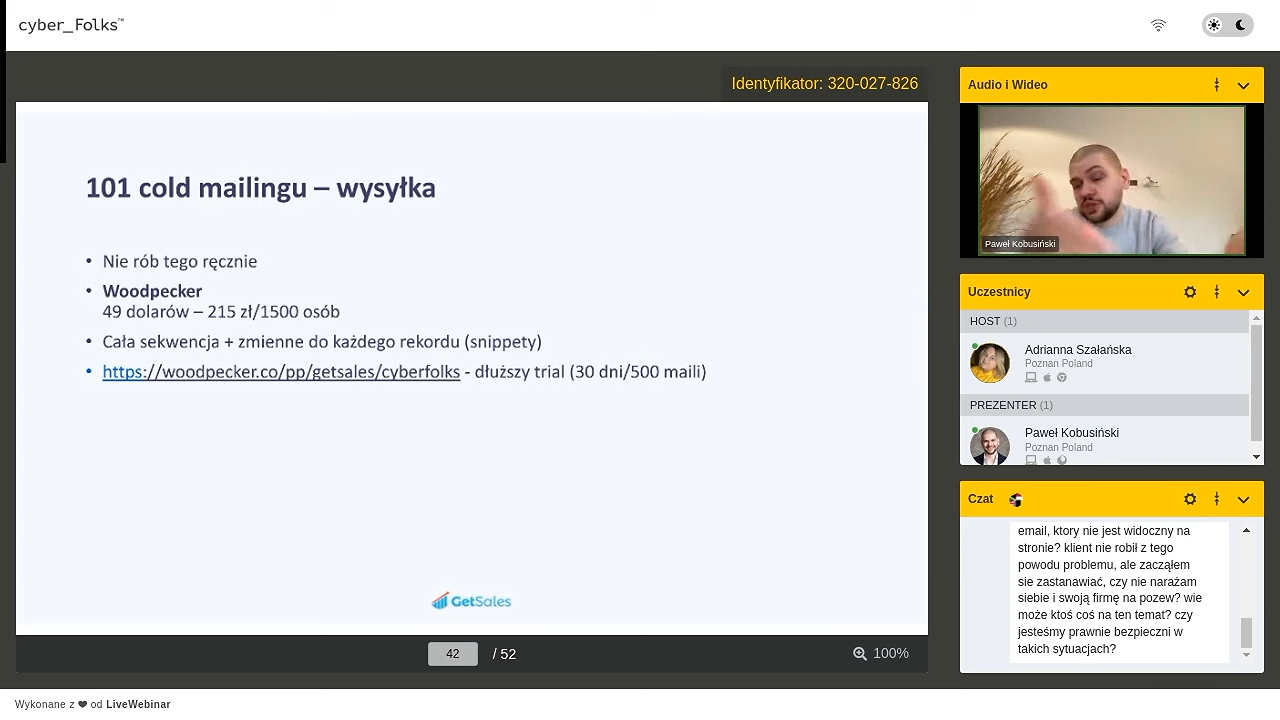 cyber_Folks™
Identyfikator: 320-027-826
101 cold mailingu – wysyłka
• Nie rób tego ręcznie
• Woodpecker
49 dolarów – 215 zł/1500 osób
• Cała sekwencja + zmienne do każdego rekordu (snippety)
• https://woodpecker.co/pp/getsales/cyberfolks - dłuższy trial (30 dni/500 maili)
GetSales
42 / 52
100%
Audio i Wideo
Paweł Kobusiński
Uczestnicy
HOST (1)
Adrianna Szałańska
Poznan Poland
PREZENTER (1)
Paweł Kobusiński
Poznan Poland
Czat
email, ktory nie jest widoczny na
stronie? klient nie robił z tego
powodu problemu, ale zacząłem
sie zastanawiać, czy nie narażam
siebie i swoją firmę na pozew? wie
może ktoś coś na ten temat? czy
jesteśmy prawnie bezpieczni w
takich sytuacjach?
Wykonane z ❤ od LiveWebinar